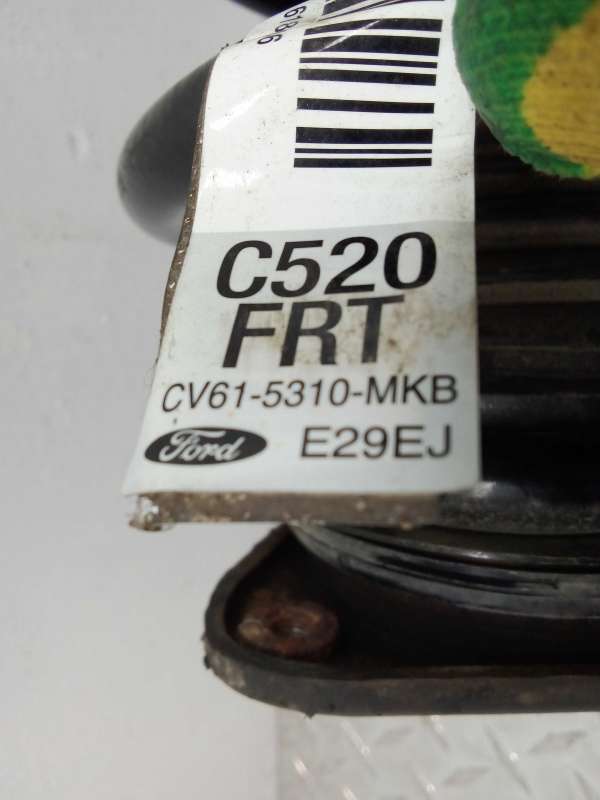 C520
FRT
CV61-5310-MKB
Ford E29EJ